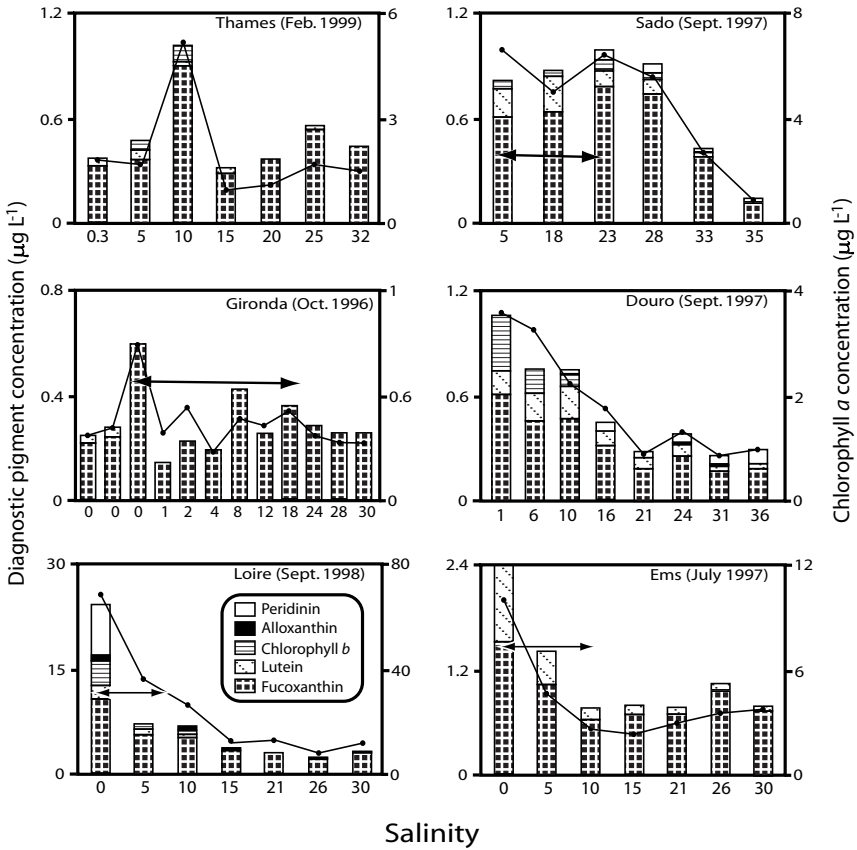 Diagnostic pigment concentration (μg L-1)
Chlorophyll a concentration (μg L-1)
Thames (Feb. 1999)
1.2
0.6
0
6
3
0
0.3 5 10 15 20 25 32
Sado (Sept. 1997)
1.2
0.6
0
8
4
0
5 18 23 28 33 35
Gironda (Oct. 1996)
0.8
0.4
0
1
0.6
0
0 0 0 1 2 4 8 12 18 24 28 30
Douro (Sept. 1997)
1.2
0.6
0
4
2
0
1 6 10 16 21 24 31 36
Loire (Sept. 1998)
30
15
0
80
40
0
Peridinin
Alloxanthin
Chlorophyll b
Lutein
Fucoxanthin
0 5 10 15 21 26 30
Ems (July 1997)
2.4
1.2
0
12
6
0
0 5 10 15 21 26 30
Salinity